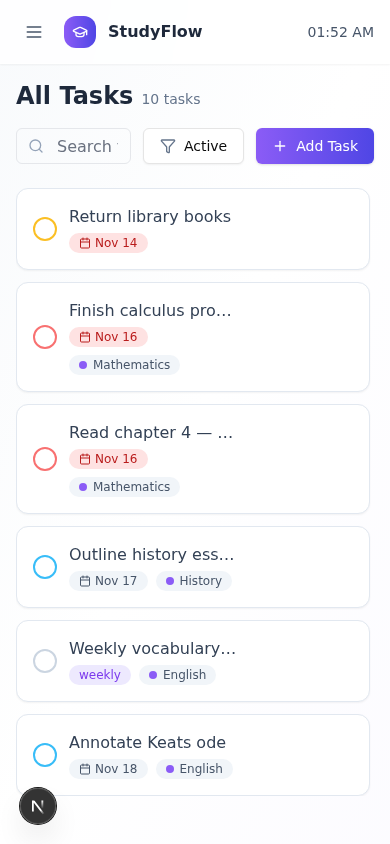 StudyFlow
01:52 AM
All Tasks 10 tasks
Search
Active
Add Task
Return library books
Nov 14
Finish calculus pro…
Nov 16
Mathematics
Read chapter 4 — …
Nov 16
Mathematics
Outline history ess…
Nov 17 History
Weekly vocabulary…
weekly English
Annotate Keats ode
Nov 18 English
N